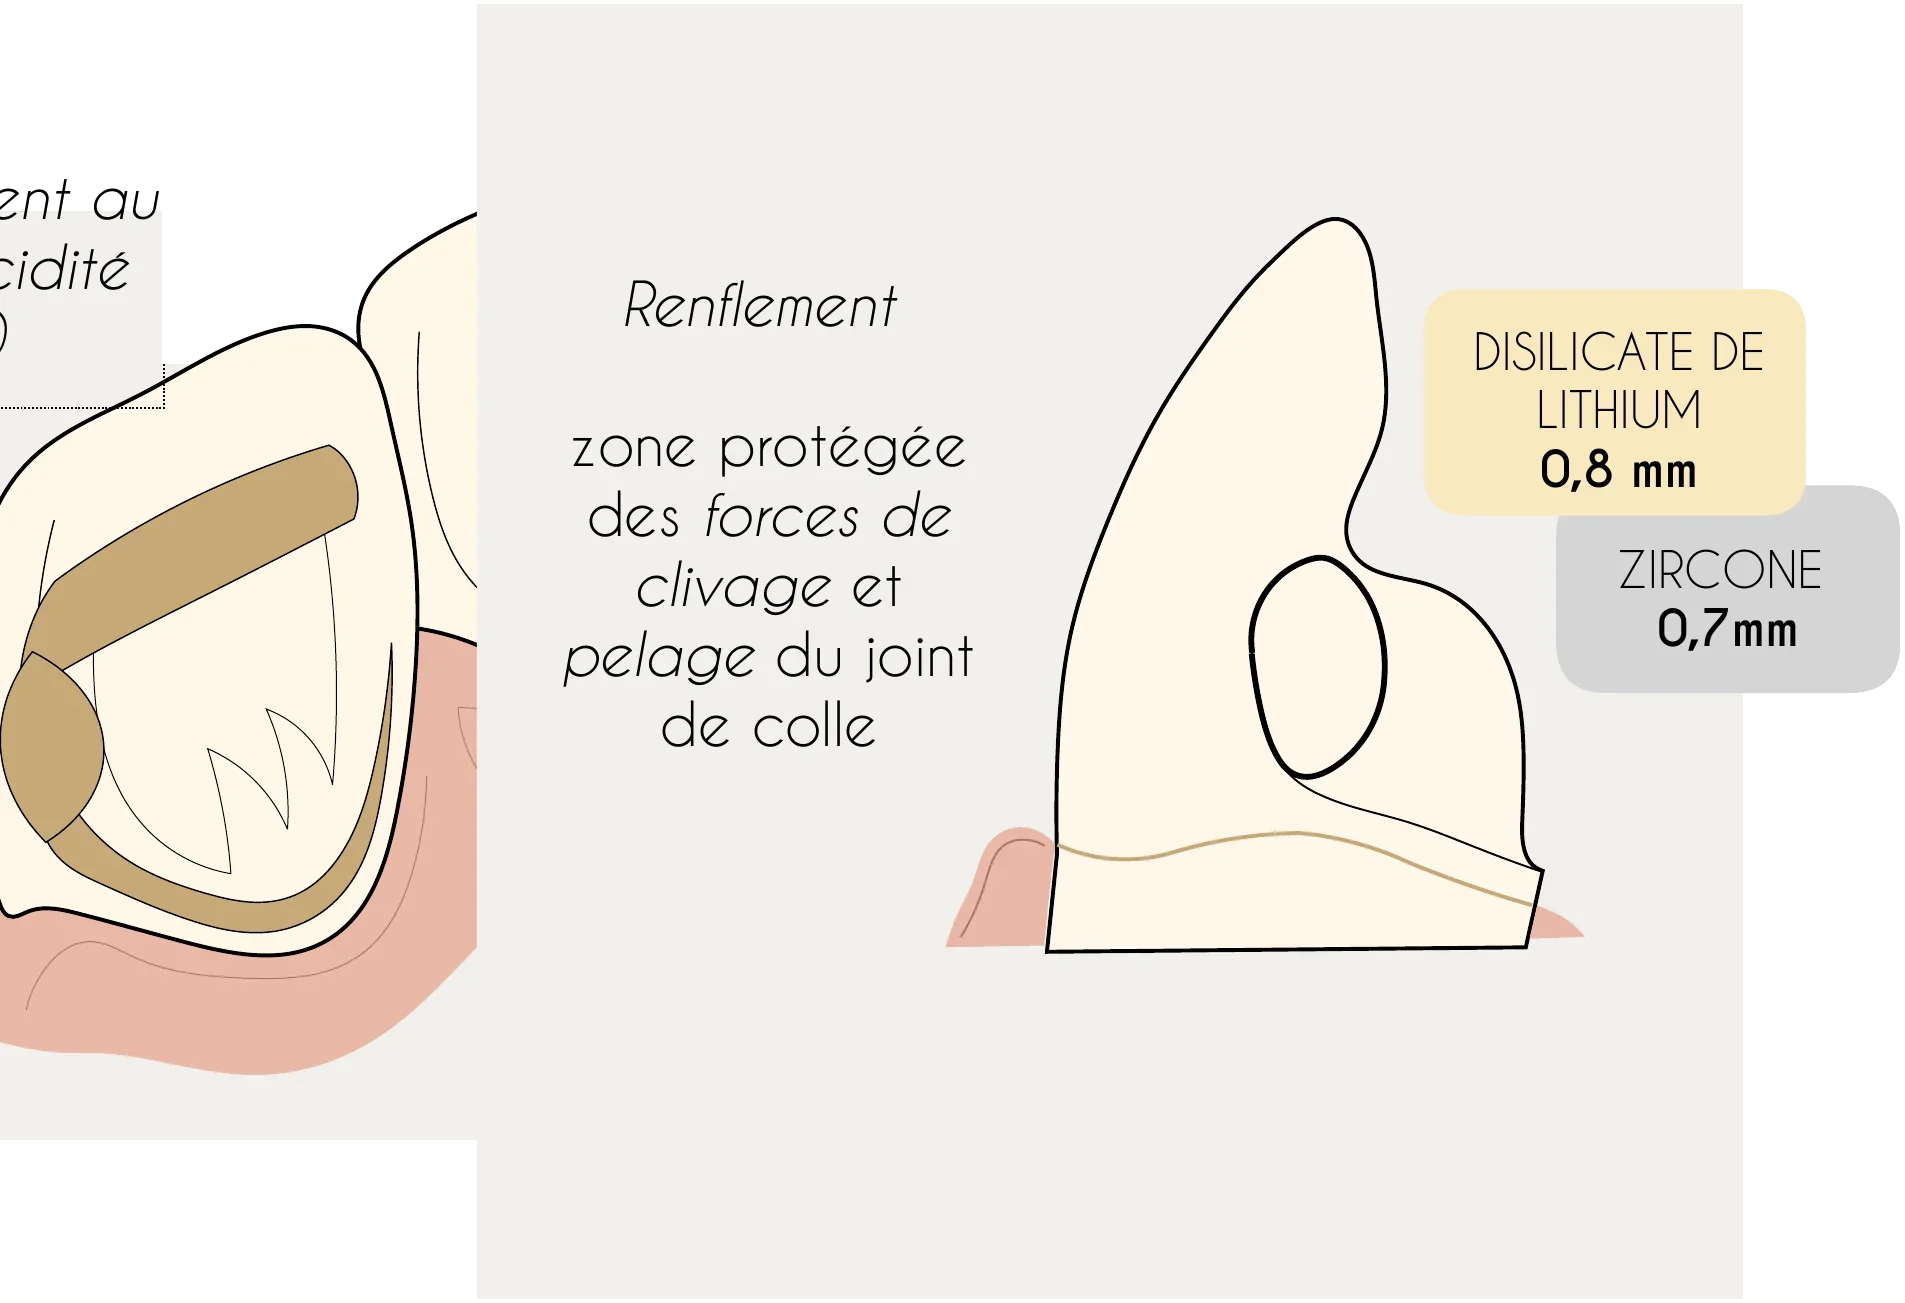 ent au
cidité
)
Renflement
zone protégée
des forces de
clivage et
pelage du joint
de colle
DISILICATE DE
LITHIUM
0,8 mm
ZIRCONE
0,7mm